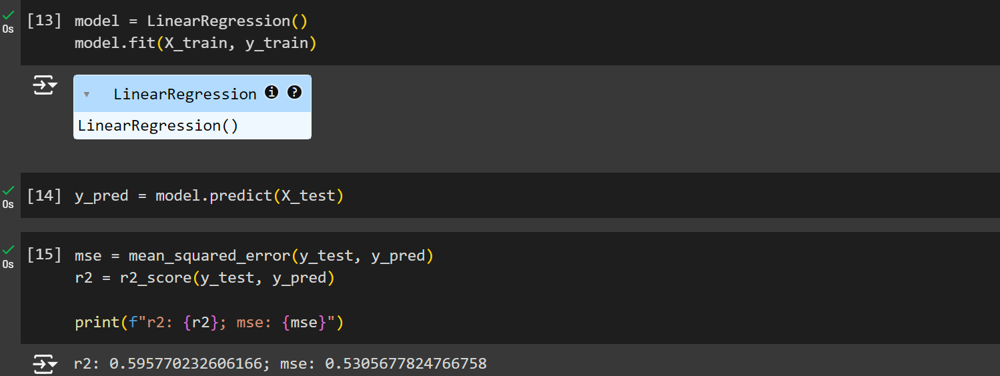 [13] model = LinearRegression()
model.fit(X_train, y_train)
0s
LinearRegression i ?
LinearRegression()
[14] y_pred = model.predict(X_test)
0s
[15] mse = mean_squared_error(y_test, y_pred)
0s
r2 = r2_score(y_test, y_pred)
print(f"r2: {r2}; mse: {mse}")
r2: 0.595770232606166; mse: 0.5305677824766758